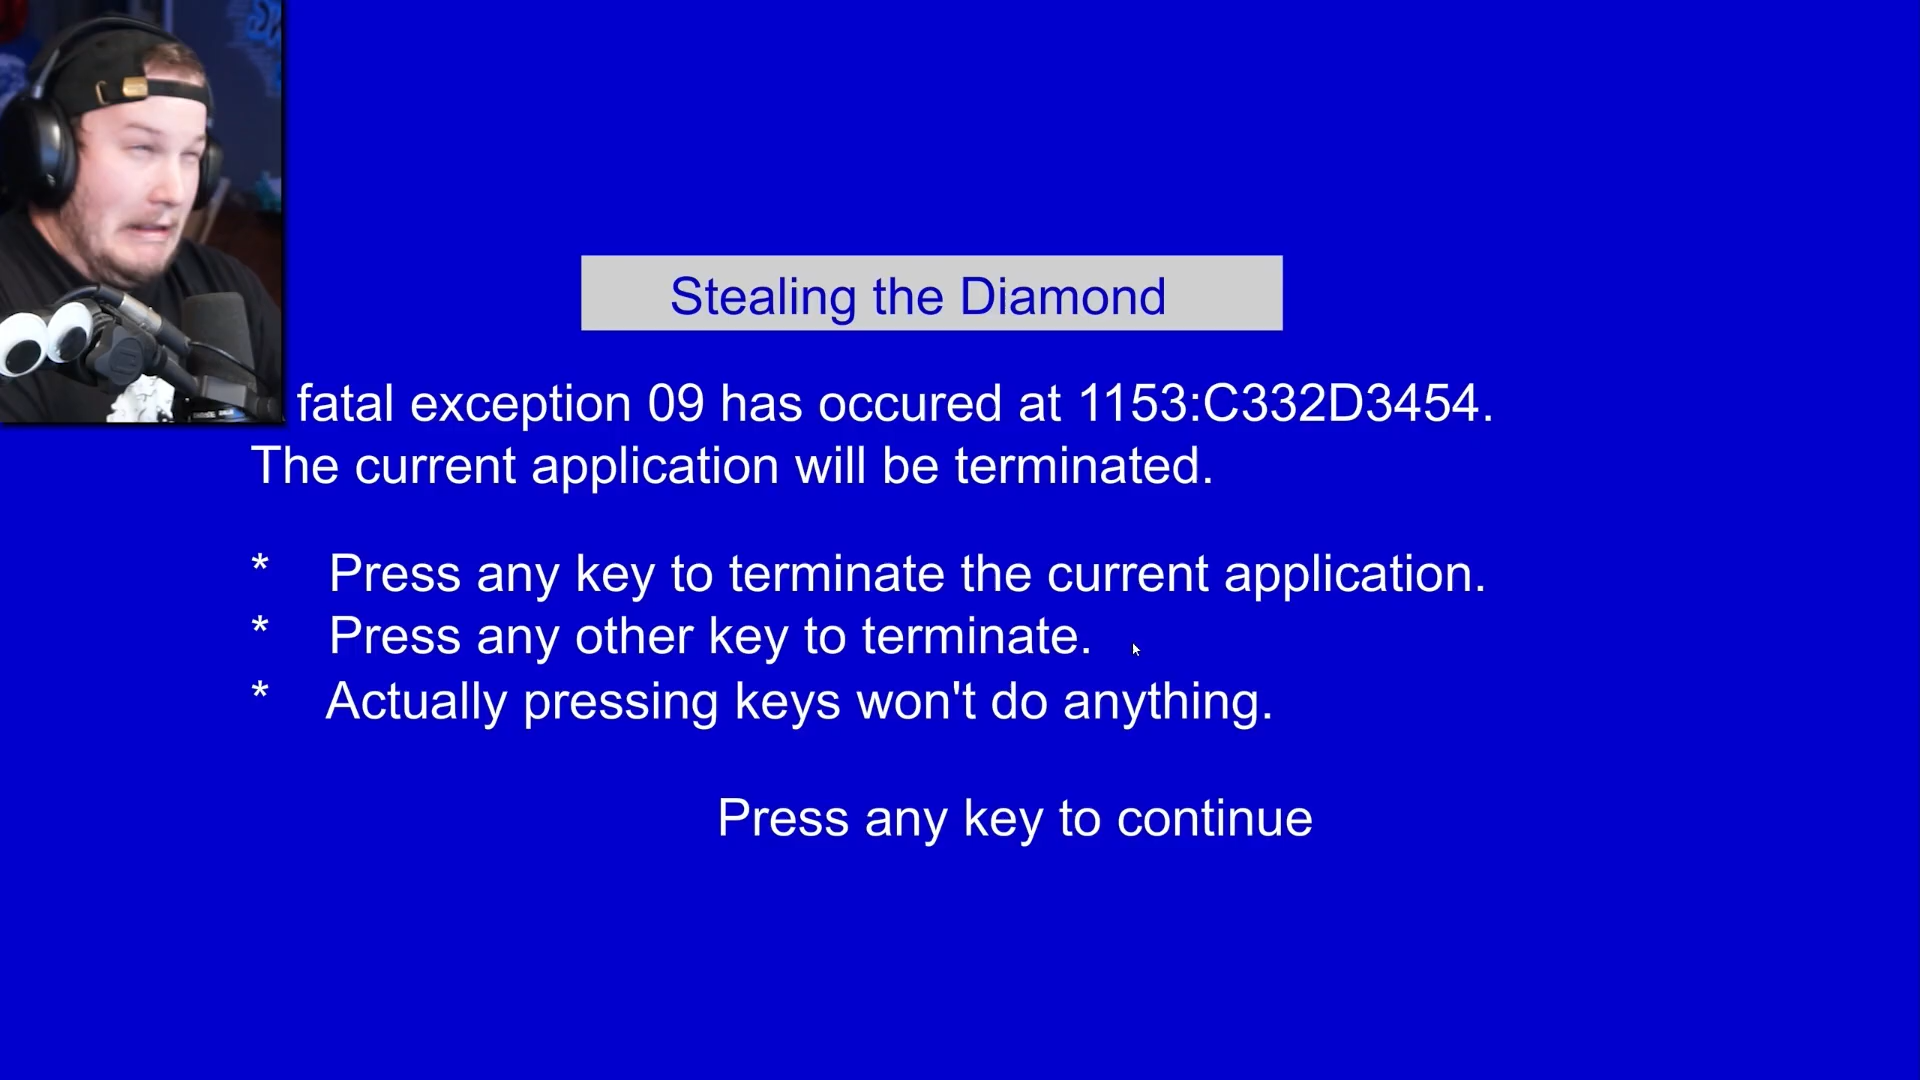 Stealing the Diamond
fatal exception 09 has occured at 1153:C332D3454.
The current application will be terminated.
* Press any key to terminate the current application.
* Press any other key to terminate.
* Actually pressing keys won't do anything.
Press any key to continue